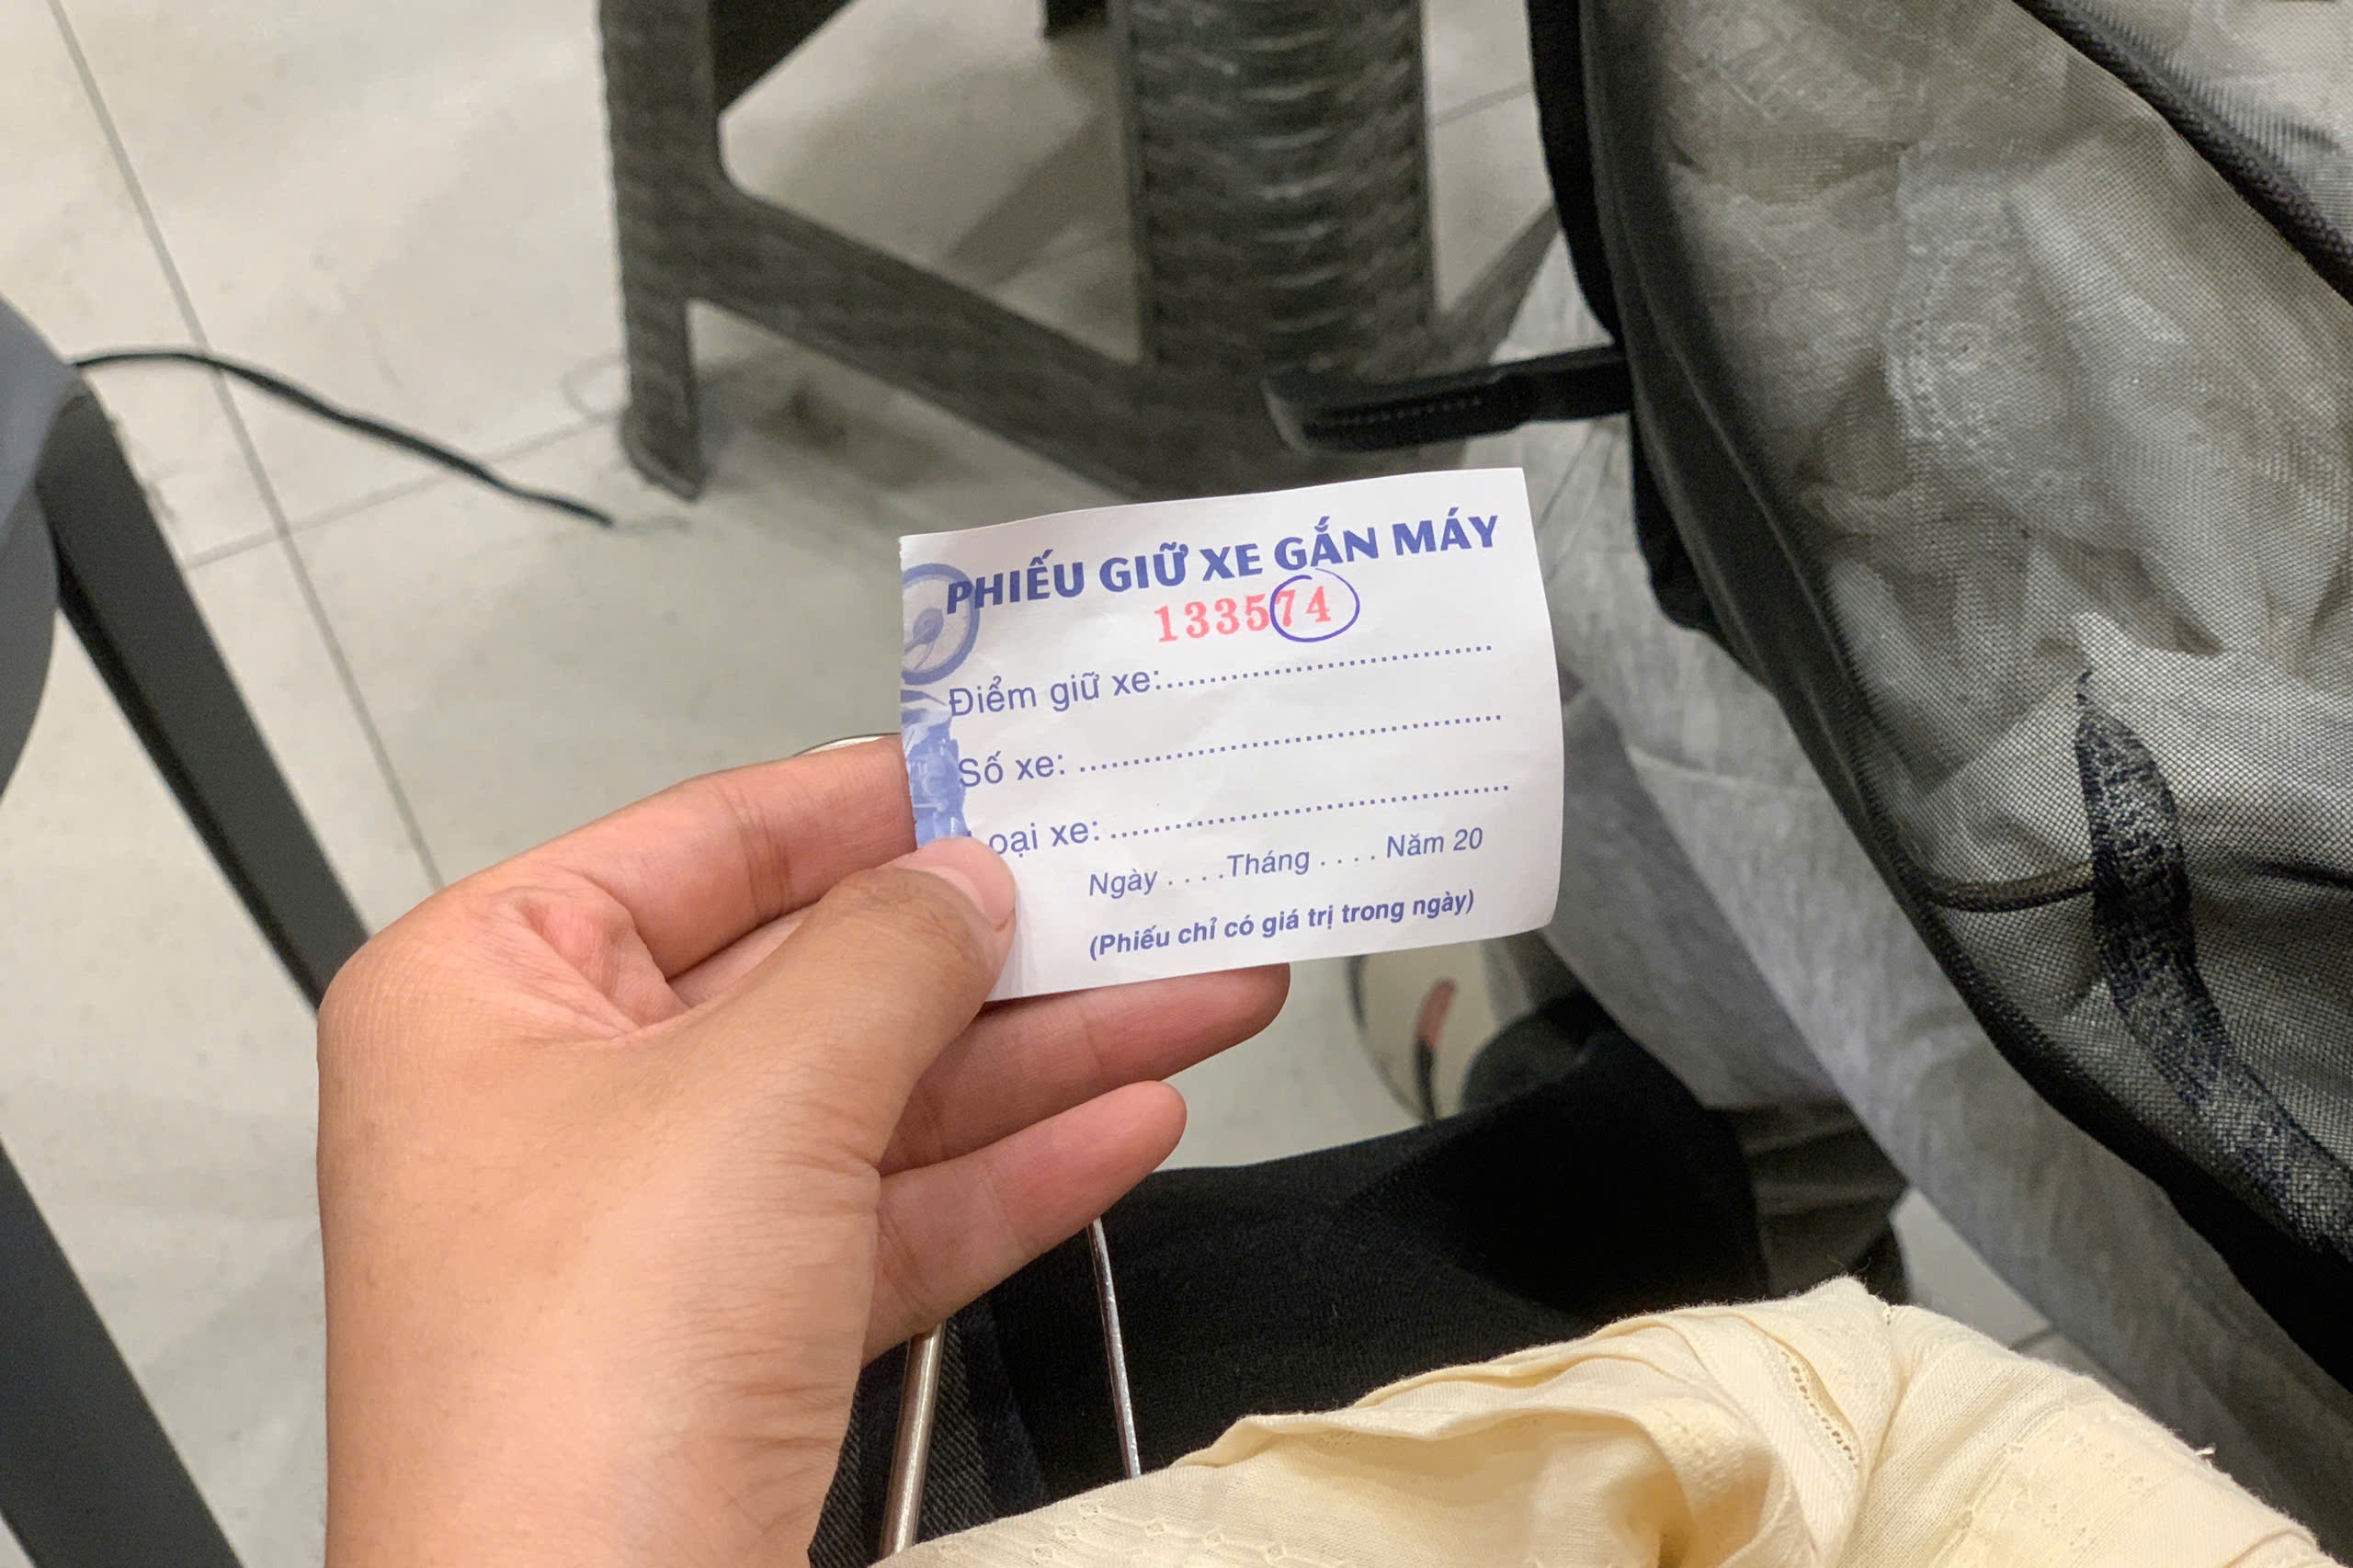 PHIẾU GIỮ XE GẮN MÁY
133574
Điểm giữ xe:..................................
Số xe: ..................................
oại xe: ................................
Ngày . . . .Tháng . . . . Năm 20
(Phiếu chỉ có giá trị trong ngày)